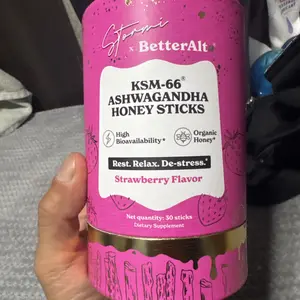 Stormi
x BetterAlt
KSM-66®
ASHWAGANDHA
HONEY STICKS
High
Bioavailability*
Organic
Honey*
Rest. Relax. De-stress.*
Strawberry Flavor
Net quantity: 30 sticks
Dietary Supplement